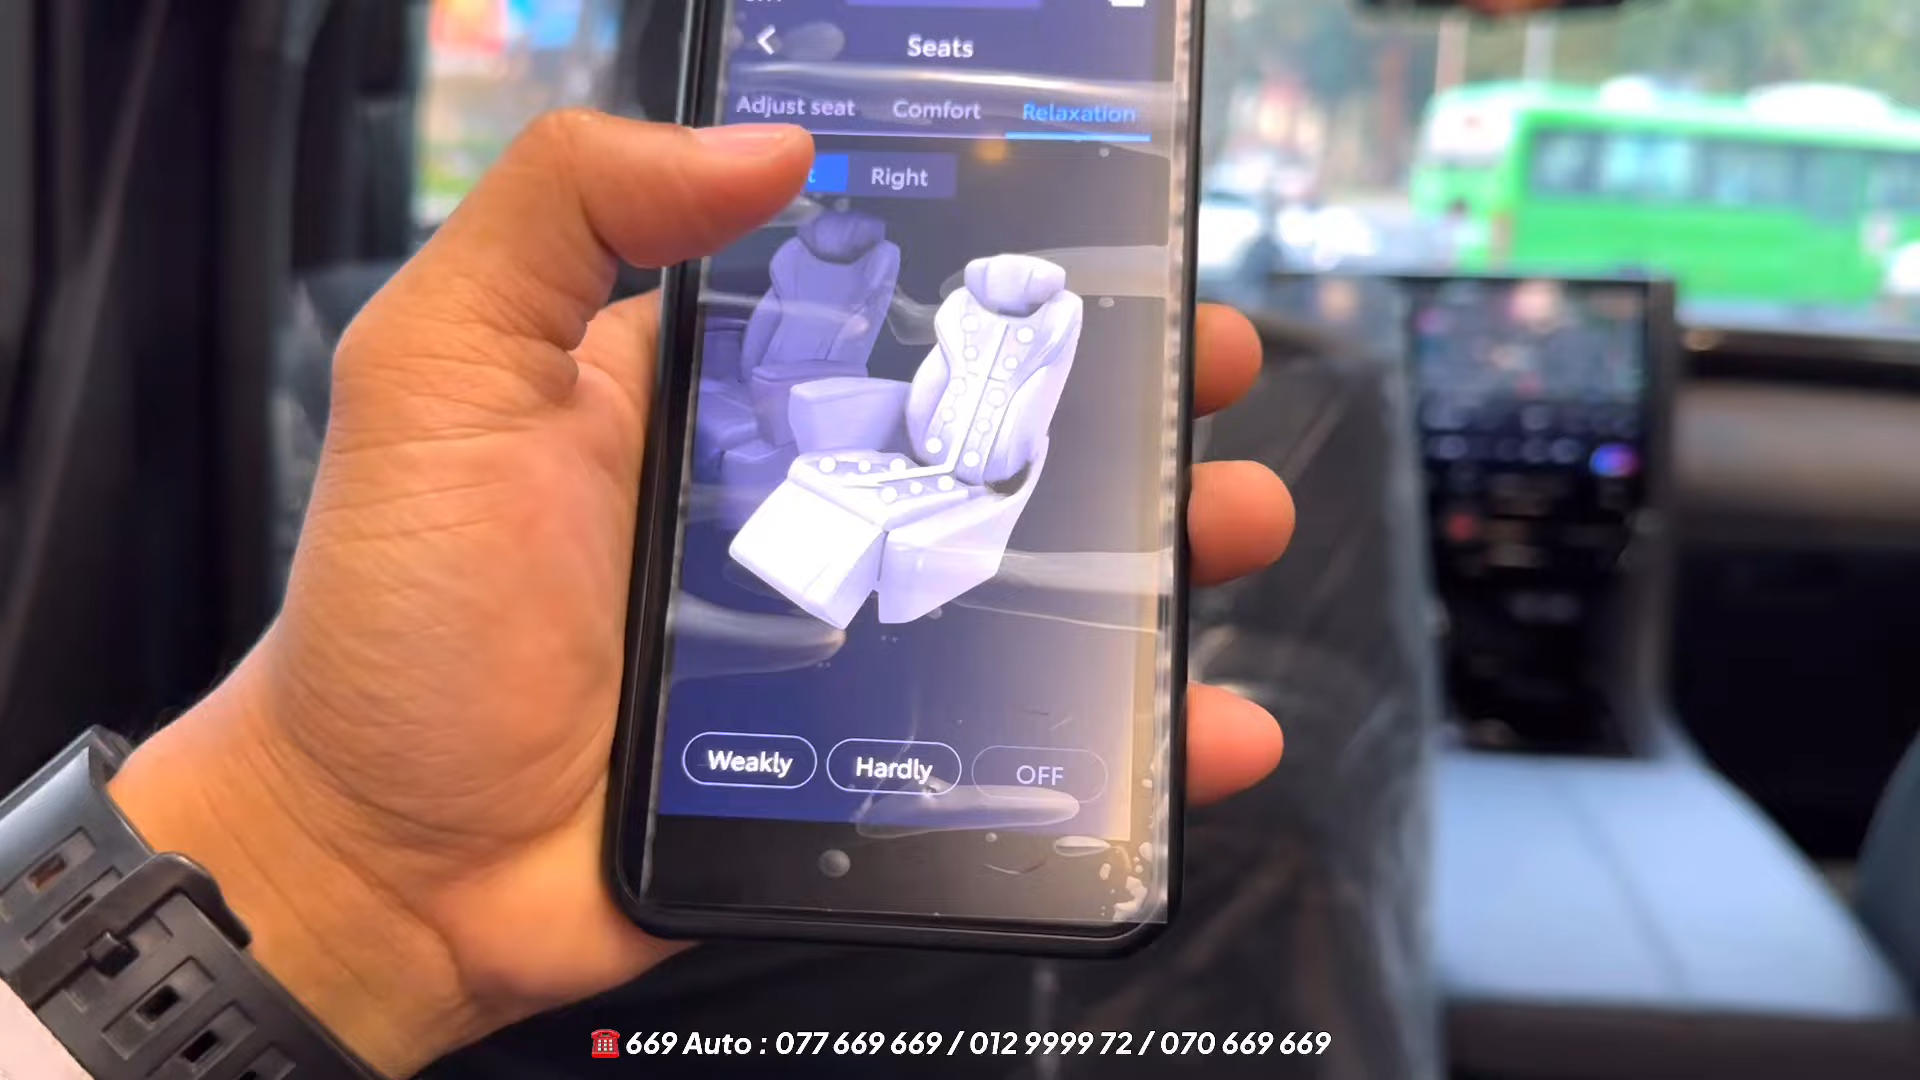 Seats
Adjust seat Comfort Relaxation
Right
Weakly Hardly OFF
☎️669 Auto : 077 669 669 / 012 9999 72 / 070 669 669